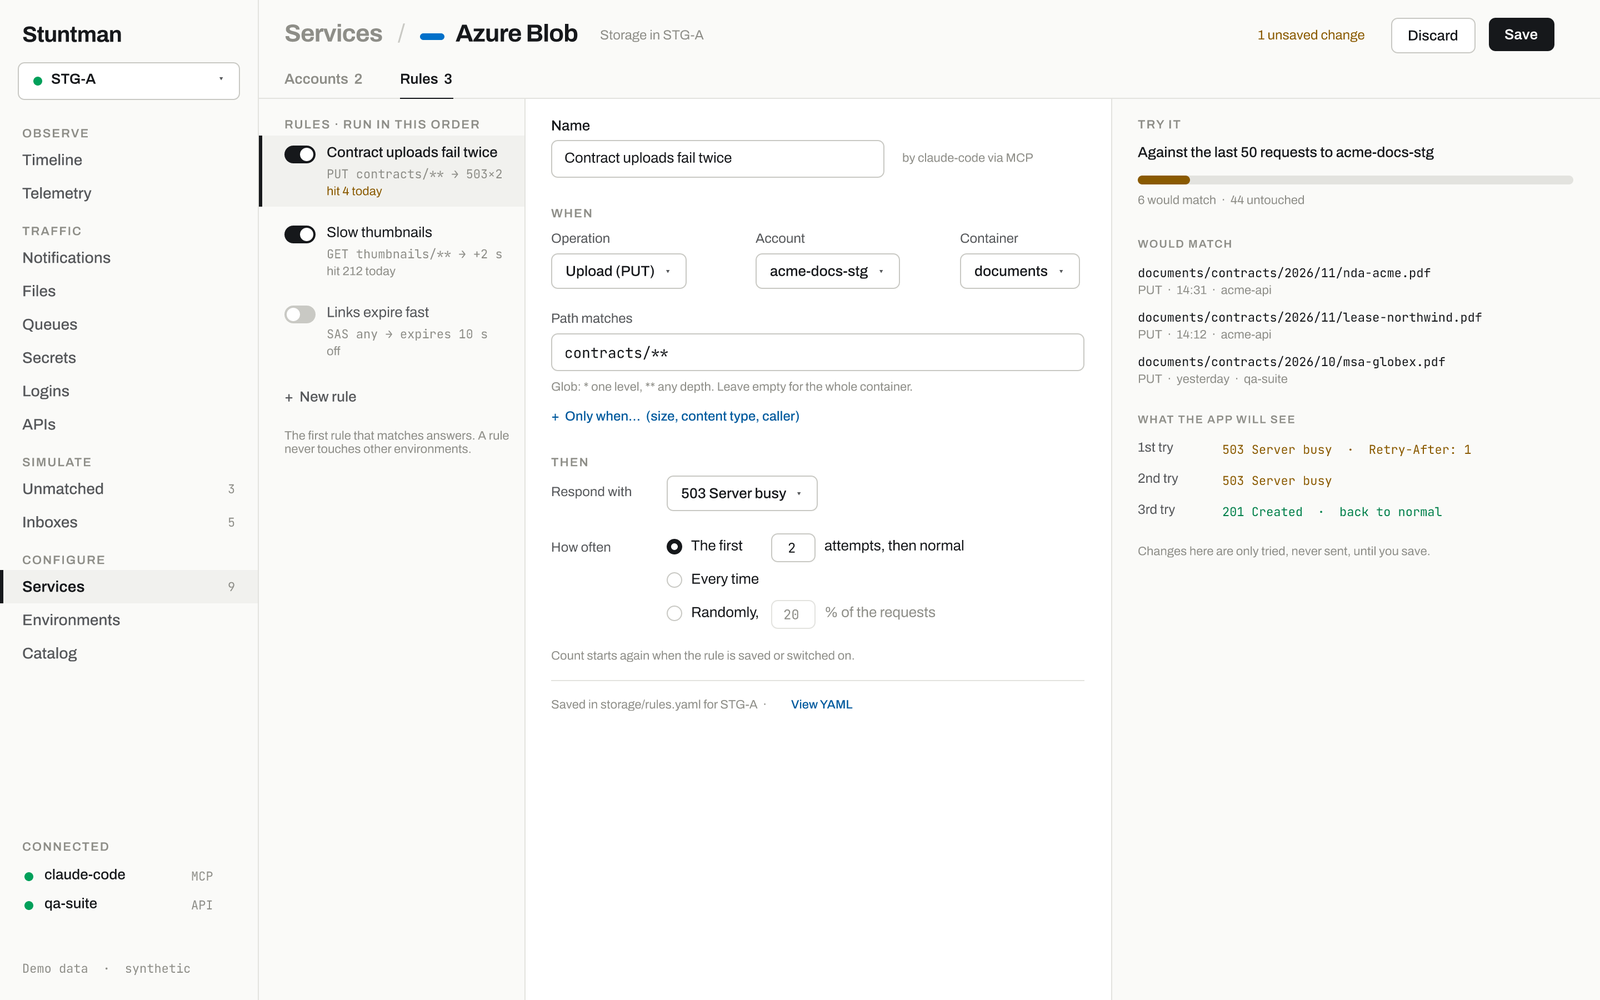 Stuntman
STG-A
OBSERVE
Timeline
Telemetry
TRAFFIC
Notifications
Files
Queues
Secrets
Logins
APIs
SIMULATE
Unmatched 3
Inboxes 5
CONFIGURE
Services 9
Environments
Catalog
CONNECTED
claude-code MCP
qa-suite API
Demo data · synthetic
Services / Azure Blob Storage in STG-A
1 unsaved change Discard Save
Accounts 2 Rules 3
RULES · RUN IN THIS ORDER
Contract uploads fail twice
PUT contracts/** → 503×2
hit 4 today
Slow thumbnails
GET thumbnails/** → +2 s
hit 212 today
Links expire fast
SAS any → expires 10 s
off
+ New rule
The first rule that matches answers. A rule
never touches other environments.
Name
Contract uploads fail twice by claude-code via MCP
WHEN
Operation Account Container
Upload (PUT) acme-docs-stg documents
Path matches
contracts/**
Glob: * one level, ** any depth. Leave empty for the whole container.
+ Only when... (size, content type, caller)
THEN
Respond with 503 Server busy
How often The first 2 attempts, then normal
Every time
Randomly, 20 % of the requests
Count starts again when the rule is saved or switched on.
Saved in storage/rules.yaml for STG-A · View YAML
TRY IT
Against the last 50 requests to acme-docs-stg
6 would match · 44 untouched
WOULD MATCH
documents/contracts/2026/11/nda-acme.pdf
PUT · 14:31 · acme-api
documents/contracts/2026/11/lease-northwind.pdf
PUT · 14:12 · acme-api
documents/contracts/2026/10/msa-globex.pdf
PUT · yesterday · qa-suite
WHAT THE APP WILL SEE
1st try 503 Server busy · Retry-After: 1
2nd try 503 Server busy
3rd try 201 Created · back to normal
Changes here are only tried, never sent, until you save.